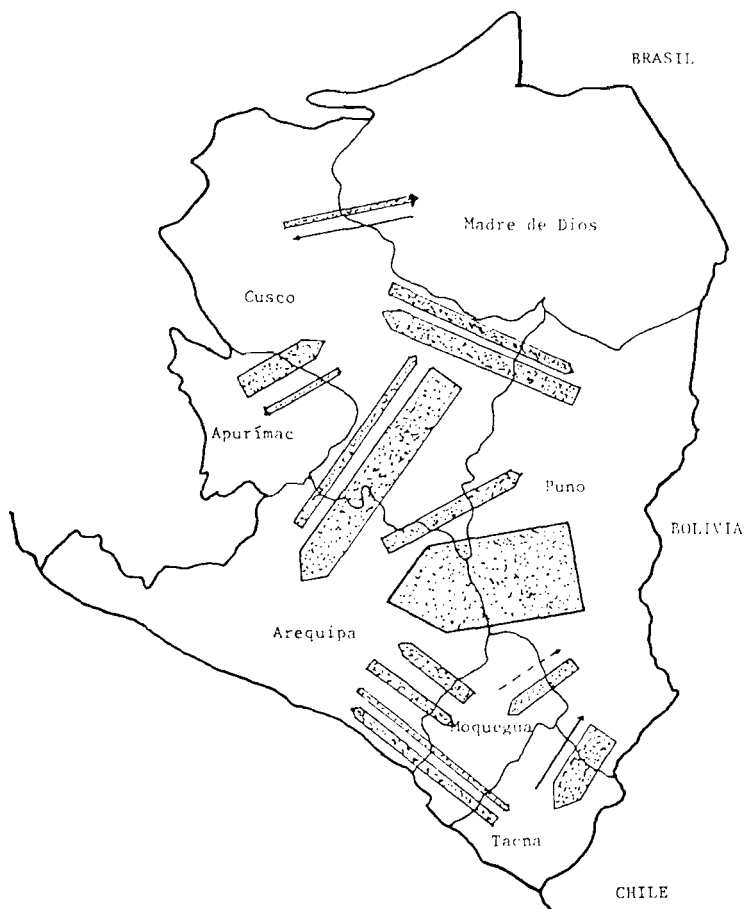 BRASIL
Madre de Dios
Cusco
Apurímac
Puno
BOLIVIA
Arequipa
Moquegua
Tacna
CHILE